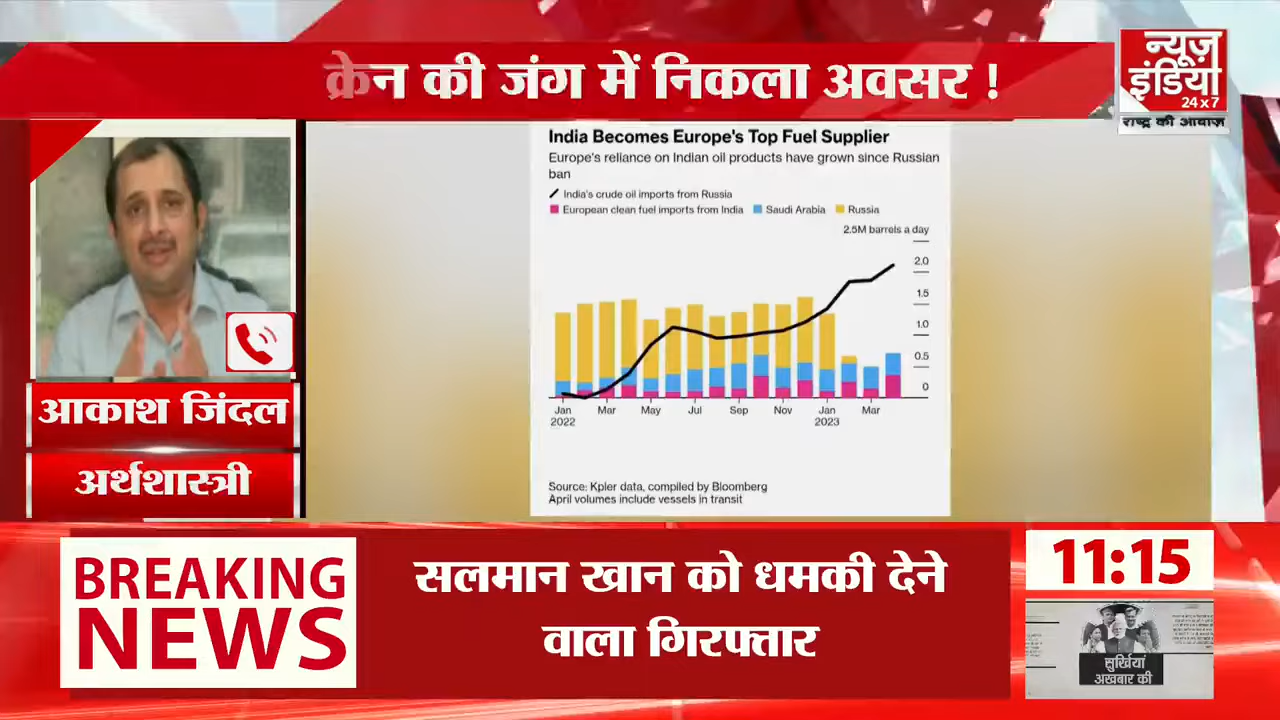 क्रेन की जंग में निकला अवसर !
न्यूज़
इंडिया
24x7
राष्ट्र की आवाज़
India Becomes Europe's Top Fuel Supplier
Europe's reliance on Indian oil products have grown since Russian
ban
India's crude oil imports from Russia
European clean fuel imports from India Saudi Arabia Russia
2.5M barrels a day
2.0
1.5
1.0
0.5
0
Jan Mar May Jul Sep Nov Jan Mar
2022 2023
Source: Kpler data, compiled by Bloomberg
April volumes include vessels in transit
आकाश जिंदल
अर्थशास्त्री
BREAKING
NEWS
सलमान खान को धमकी देने
वाला गिरफ्तार
11:15
सुर्खियां
अखबार की